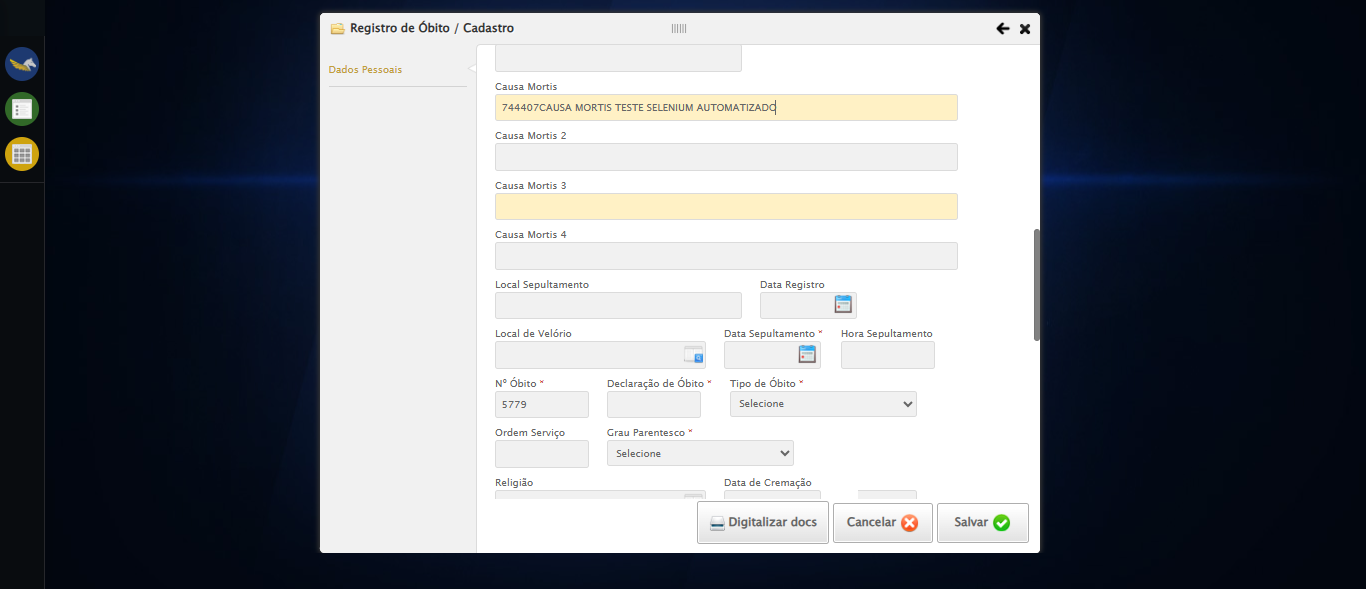 Registro de Óbito / Cadastro
Dados Pessoais
Causa Mortis
744407CAUSA MORTIS TESTE SELENIUM AUTOMATIZADO
Causa Mortis 2
Causa Mortis 3
Causa Mortis 4
Local Sepultamento Data Registro
Local de Velório Data Sepultamento * Hora Sepultamento
Nº Óbito * Declaração de Óbito * Tipo de Óbito *
5779 Selecione
Ordem Serviço Grau Parentesco *
Selecione
Religião Data de Cremação
Digitalizar docs Cancelar Salvar